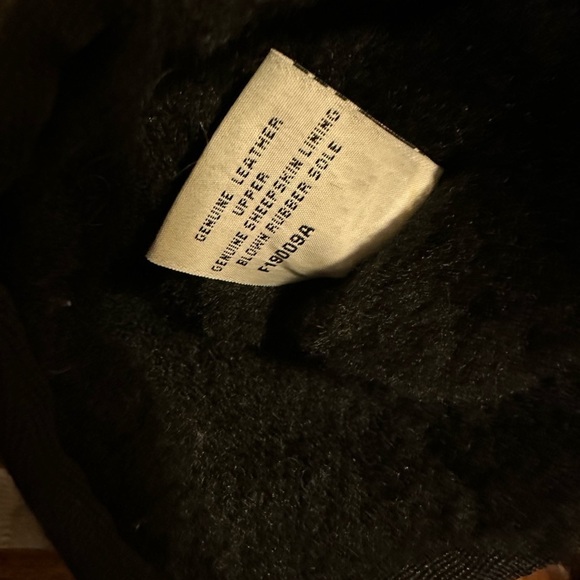 GENUINE LEATHER
UPPER
GENUINE SHEEPSKIN LINING
BLOWN RUBBER SOLE
F19009A